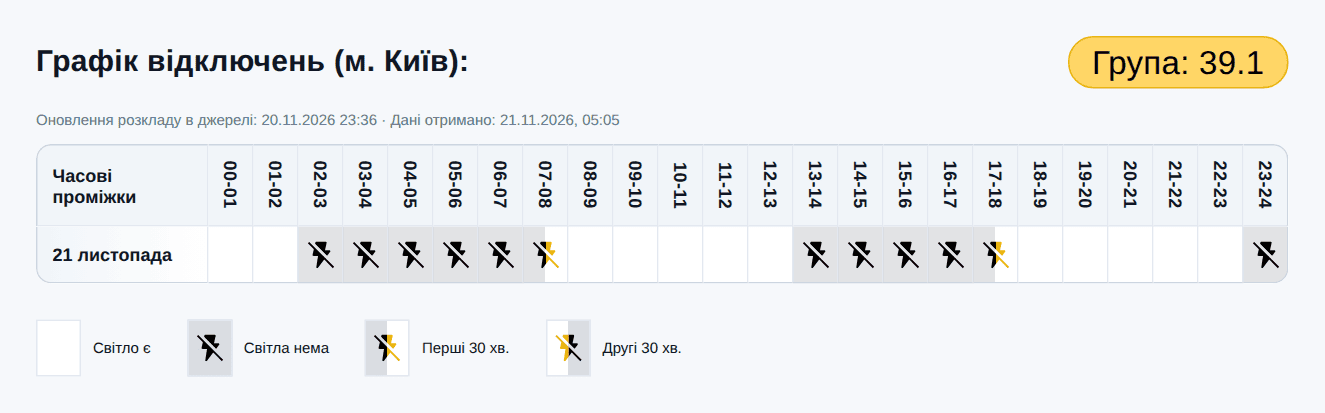 Графік відключень (м. Київ):
Група: 39.1
Оновлення розкладу в джерелі: 20.11.2026 23:36 · Дані отримано: 21.11.2026, 05:05
Часові
проміжки
00-01
01-02
02-03
03-04
04-05
05-06
06-07
07-08
08-09
09-10
10-11
11-12
12-13
13-14
14-15
15-16
16-17
17-18
18-19
19-20
20-21
21-22
22-23
23-24
21 листопада
Світло є
Світла нема
Перші 30 хв.
Другі 30 хв.